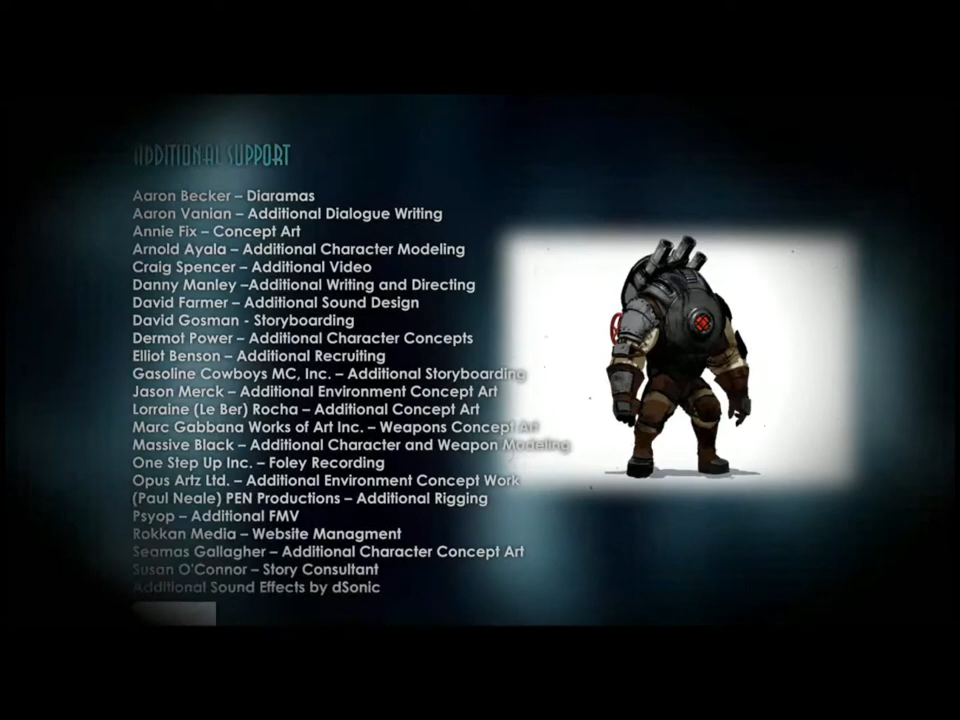 ADDITIONAL SUPPORT
Aaron Becker – Diaramas
Aaron Vanian – Additional Dialogue Writing
Annie Fix – Concept Art
Arnold Ayala – Additional Character Modeling
Craig Spencer – Additional Video
Danny Manley –Additional Writing and Directing
David Farmer – Additional Sound Design
David Gosman - Storyboarding
Dermot Power – Additional Character Concepts
Elliot Benson – Additional Recruiting
Gasoline Cowboys MC, Inc. – Additional Storyboarding
Jason Merck – Additional Environment Concept Art
Lorraine (Le Ber) Rocha – Additional Concept Art
Marc Gabbana Works of Art Inc. – Weapons Concept Art
Massive Black – Additional Character and Weapon Modeling
One Step Up Inc. – Foley Recording
Opus Artz Ltd. – Additional Environment Concept Work
(Paul Neale) PEN Productions – Additional Rigging
Psyop – Additional FMV
Rokkan Media – Website Managment
Seamas Gallagher – Additional Character Concept Art
Susan O'Connor – Story Consultant
Additional Sound Effects by dSonic